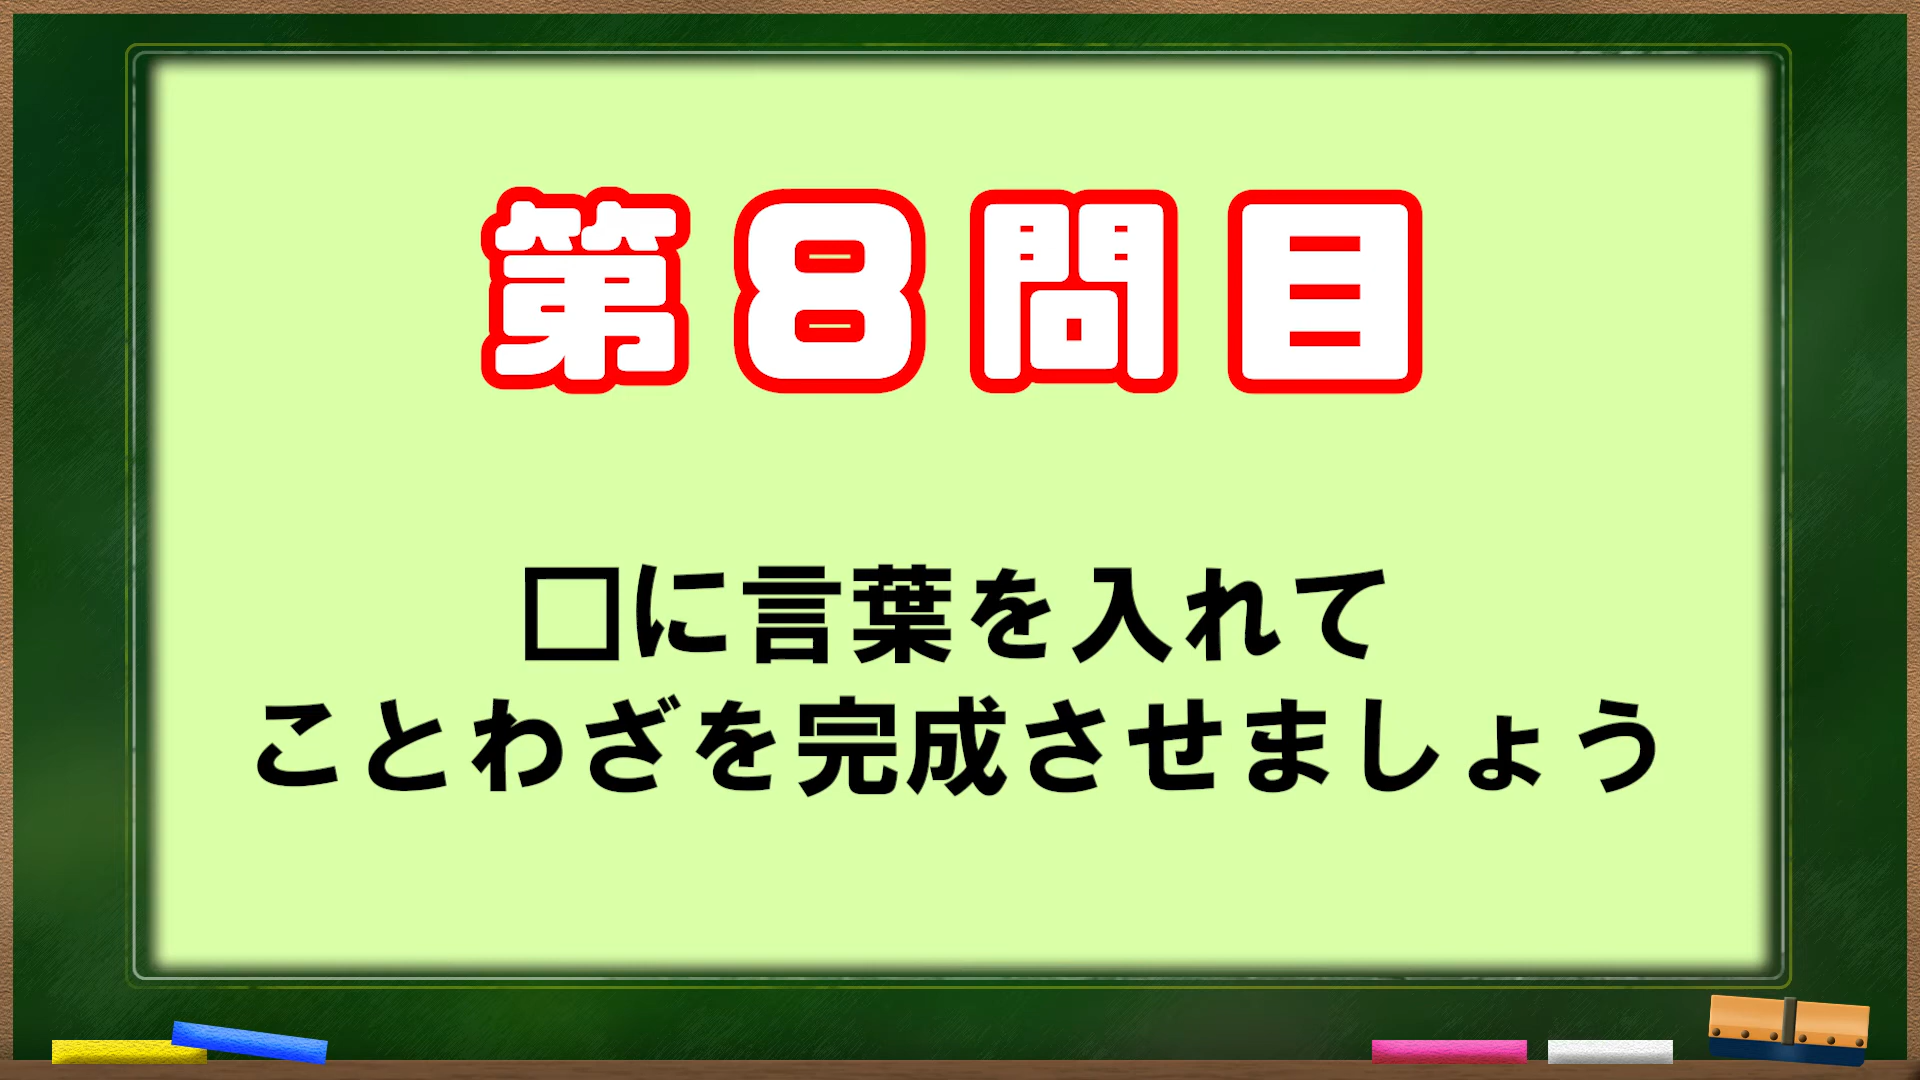 第８問目
□に言葉を入れて
ことわざを完成させましょう